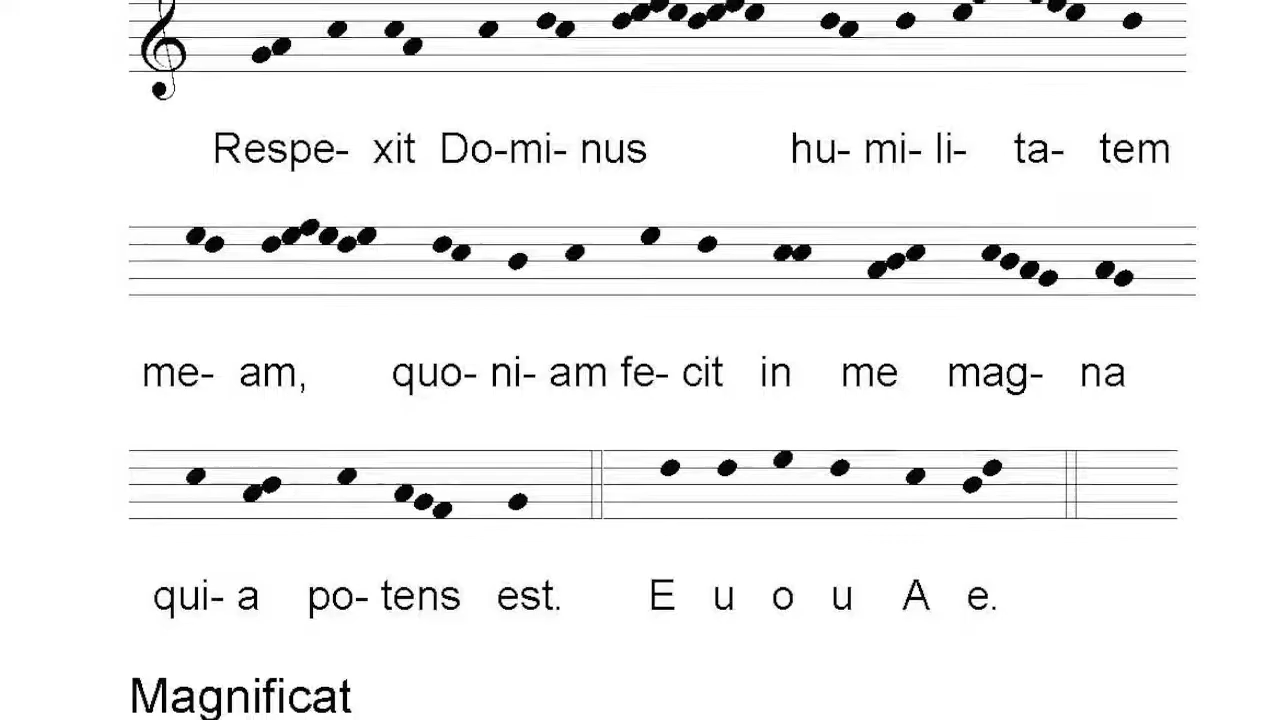 Respe- xit Do-mi- nus hu- mi- li- ta- tem
me- am, quo- ni- am fe- cit in me mag- na
qui- a po- tens est. E u o u A e.
Magnificat